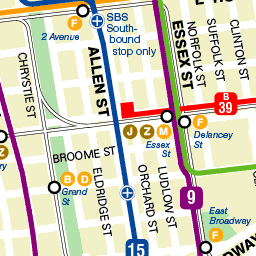 F
2 Avenue
SBS
South-
bound
stop only
CHRYSTIE ST
ALLEN ST
ESSEX ST
NORFOLK ST
SUFFOLK ST
CLINTON ST
B
39
J Z M
Essex
St
F
Delancey
St
BROOME ST
B D
Grand
St
ELDRIDGE ST
ORCHARD ST
LUDLOW ST
9
East
Broadway
F
15